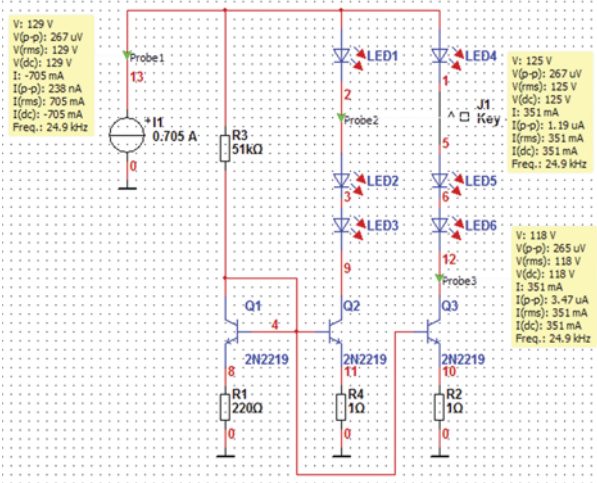 V: 129 V
V(p-p): 267 uV
V(rms): 129 V
V(dc): 129 V
I: -705 mA
I(p-p): 238 nA
I(rms): 705 mA
I(dc): -705 mA
Freq.: 24.9 kHz
Probe1
13
I1
0.705 A
0
R3
51kΩ
LED1
2
Probe2
LED2
3
LED3
9
LED4
1
J1
Key
5
LED5
6
LED6
12
Probe3
V: 125 V
V(p-p): 267 uV
V(rms): 125 V
V(dc): 125 V
I: 351 mA
I(p-p): 1.19 uA
I(rms): 351 mA
I(dc): 351 mA
Freq.: 24.9 kHz
V: 118 V
V(p-p): 265 uV
V(rms): 118 V
V(dc): 118 V
I: 351 mA
I(p-p): 3.47 uA
I(rms): 351 mA
I(dc): 351 mA
Freq.: 24.9 kHz
Q1
4
2N2219
8
R1
220Ω
0
Q2
2N2219
11
R4
1Ω
0
Q3
2N2219
10
R2
1Ω
0